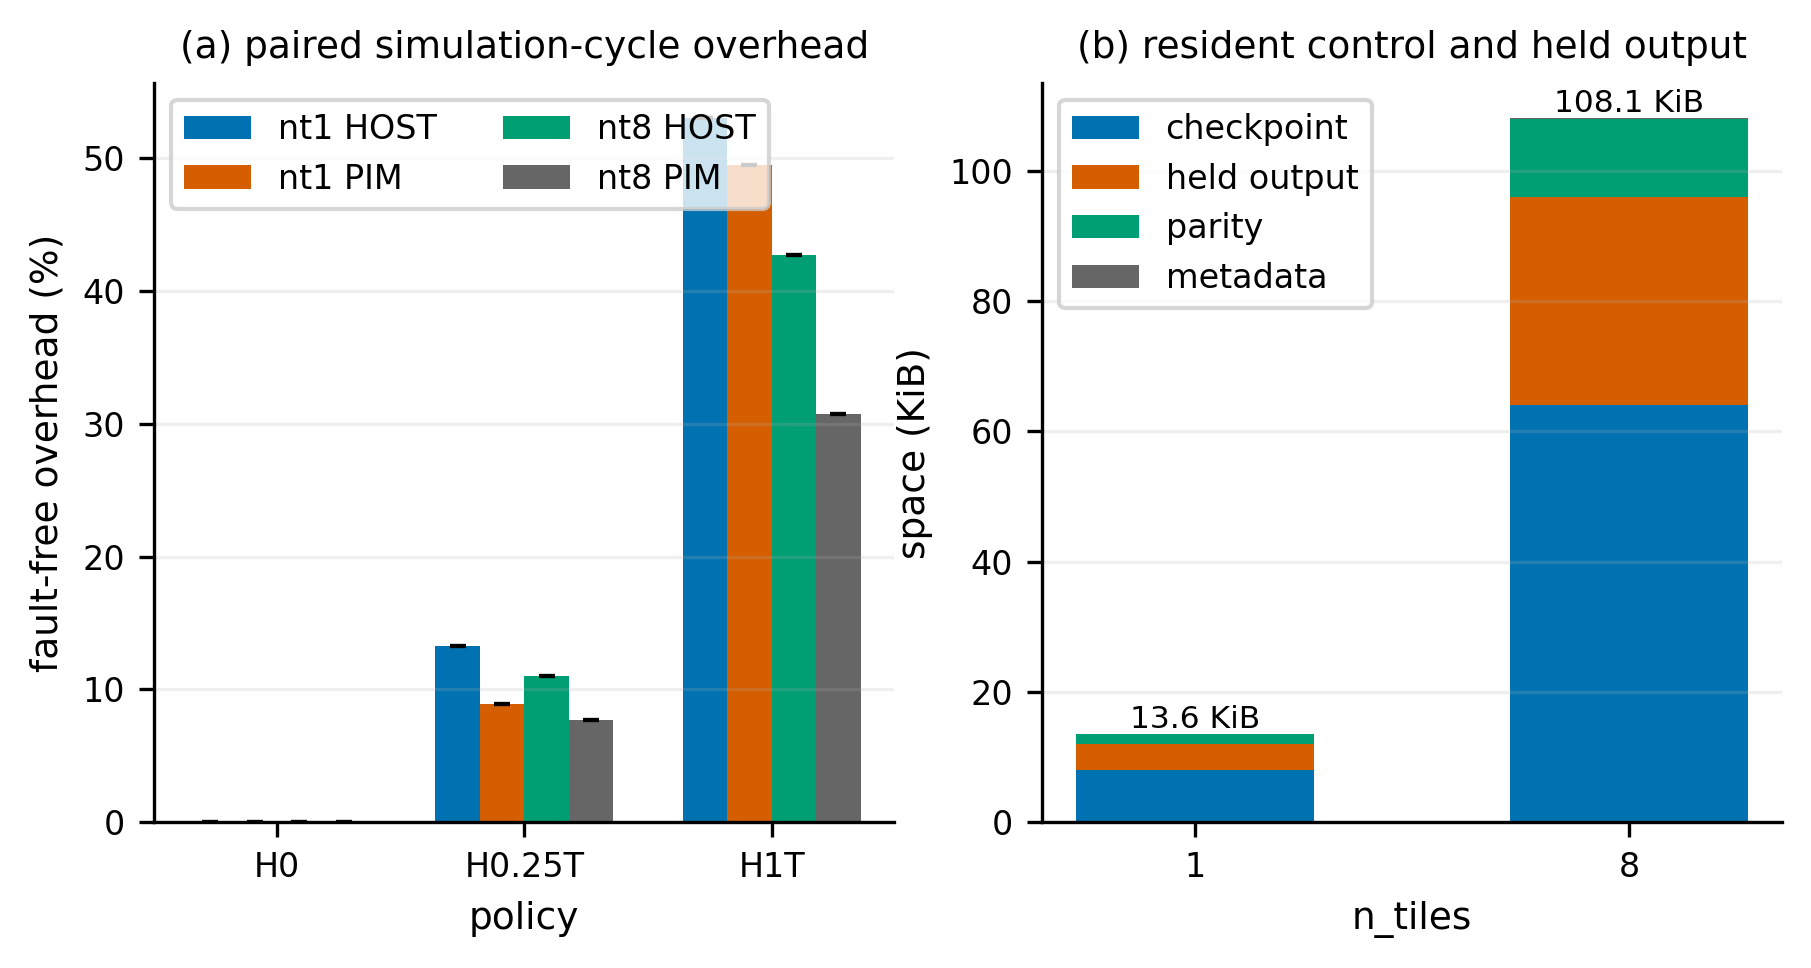 (a) paired simulation-cycle overhead
nt1 HOST
nt8 HOST
nt1 PIM
nt8 PIM
fault-free overhead (%)
50
40
30
20
10
0
H0
H0.25T
H1T
policy
(b) resident control and held output
checkpoint
held output
parity
metadata
108.1 KiB
13.6 KiB
space (KiB)
100
80
60
40
20
0
1
8
n_tiles